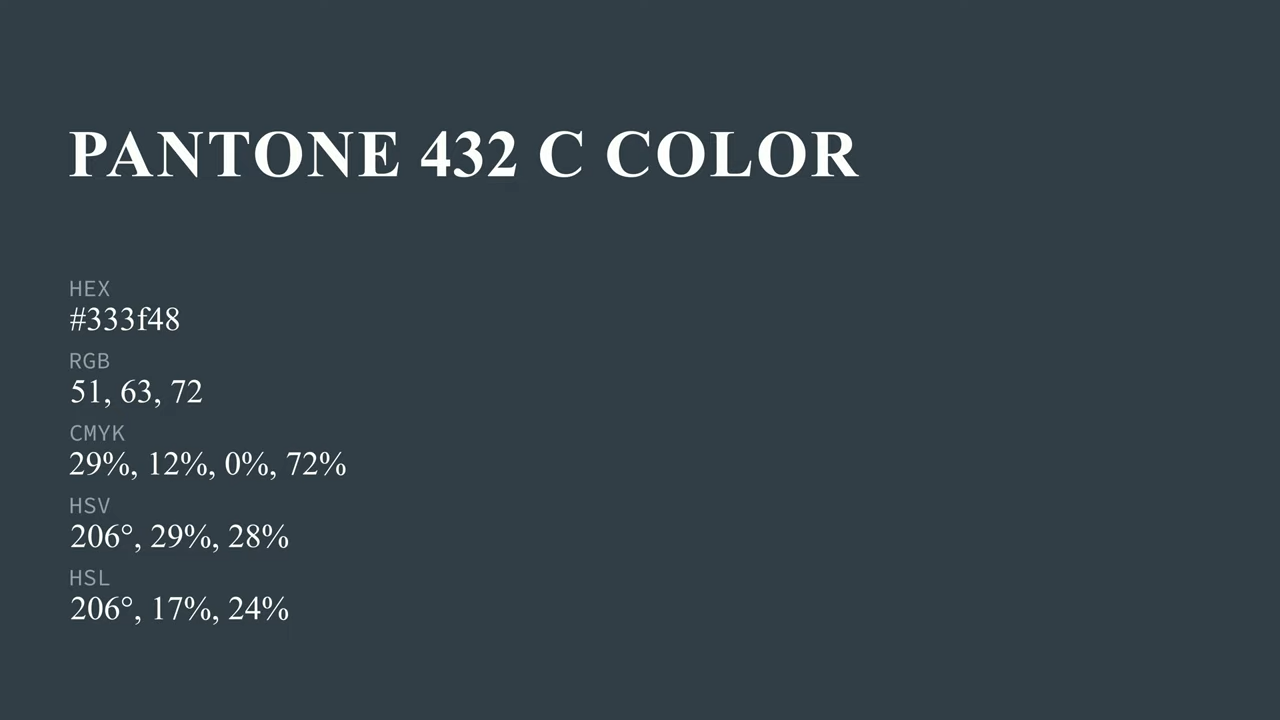 PANTONE 432 C COLOR
HEX
#333f48
RGB
51, 63, 72
CMYK
29%, 12%, 0%, 72%
HSV
206°, 29%, 28%
HSL
206°, 17%, 24%